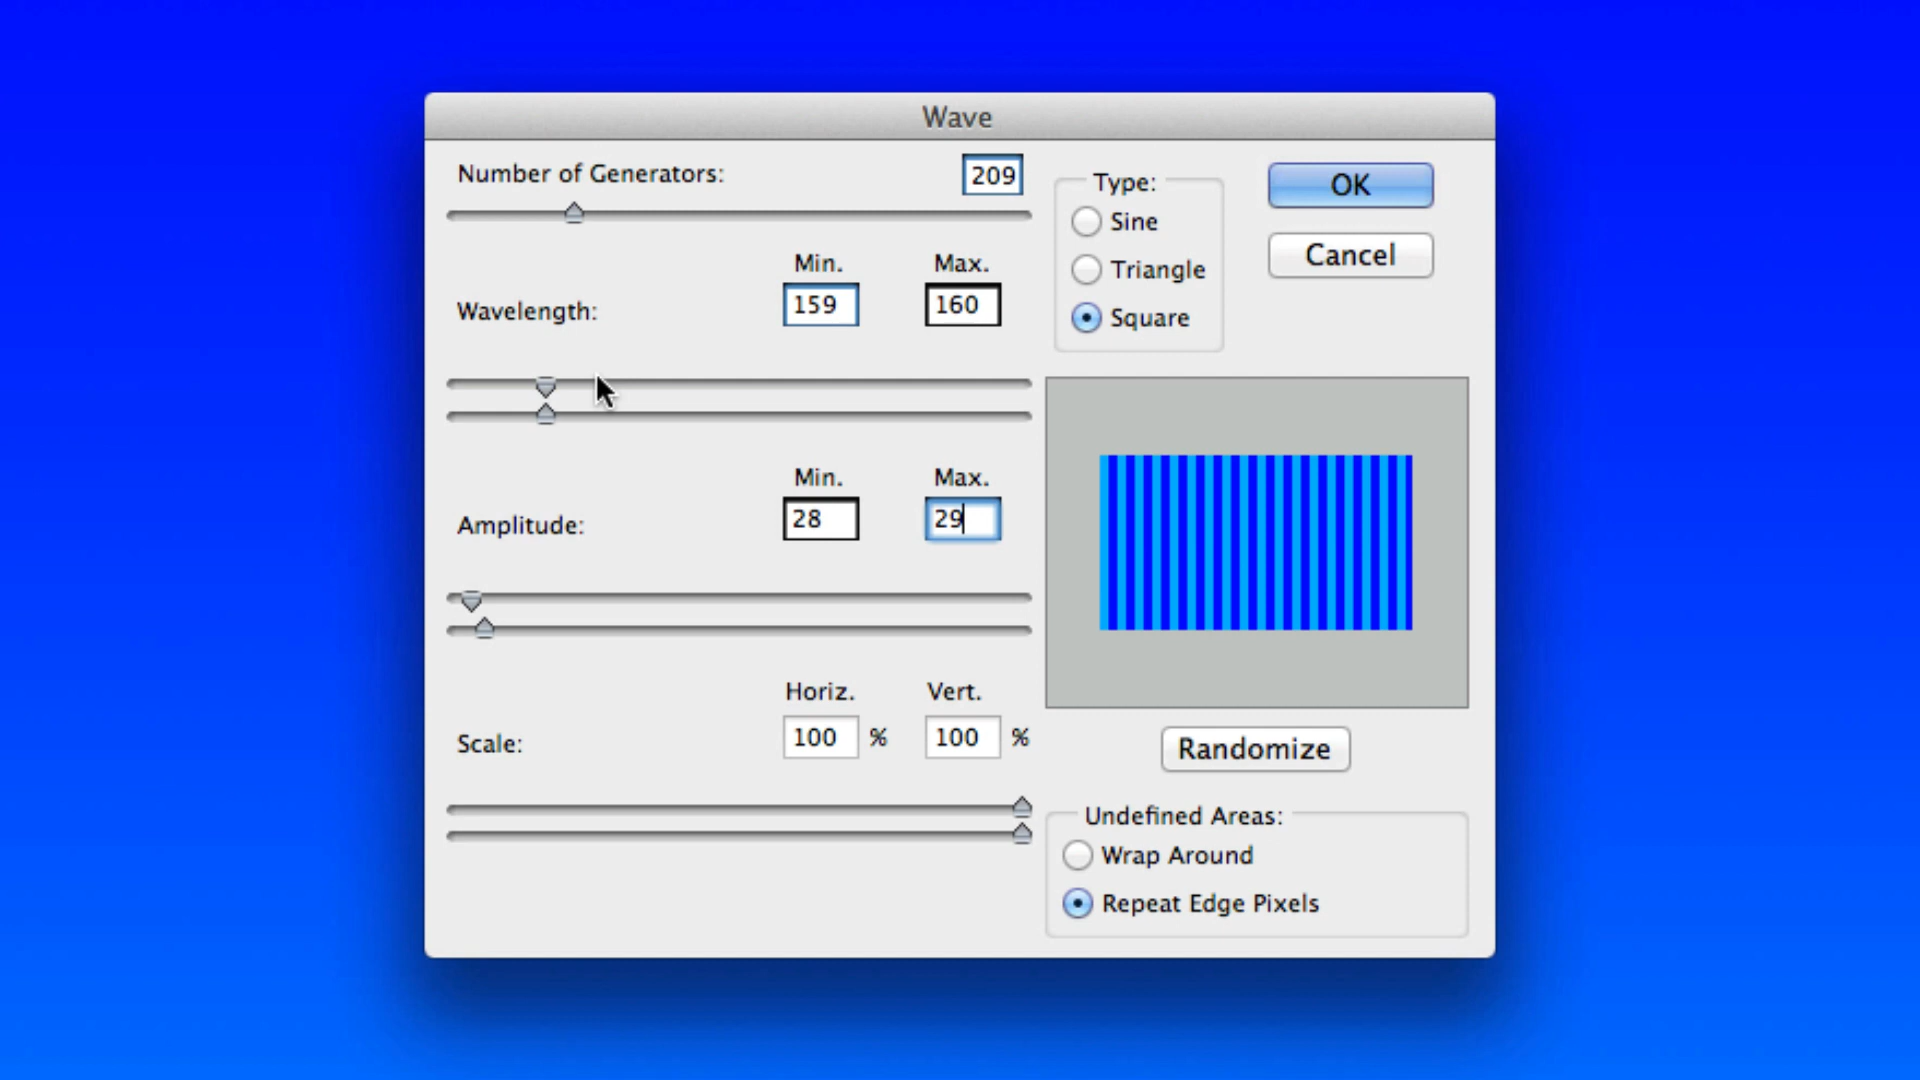 Wave
Number of Generators: 209
Min. Max.
Wavelength: 159 160
Min. Max.
Amplitude: 28 29
Horiz. Vert.
Scale: 100 % 100 %
Type:
Sine
Triangle
Square
OK
Cancel
Randomize
Undefined Areas:
Wrap Around
Repeat Edge Pixels